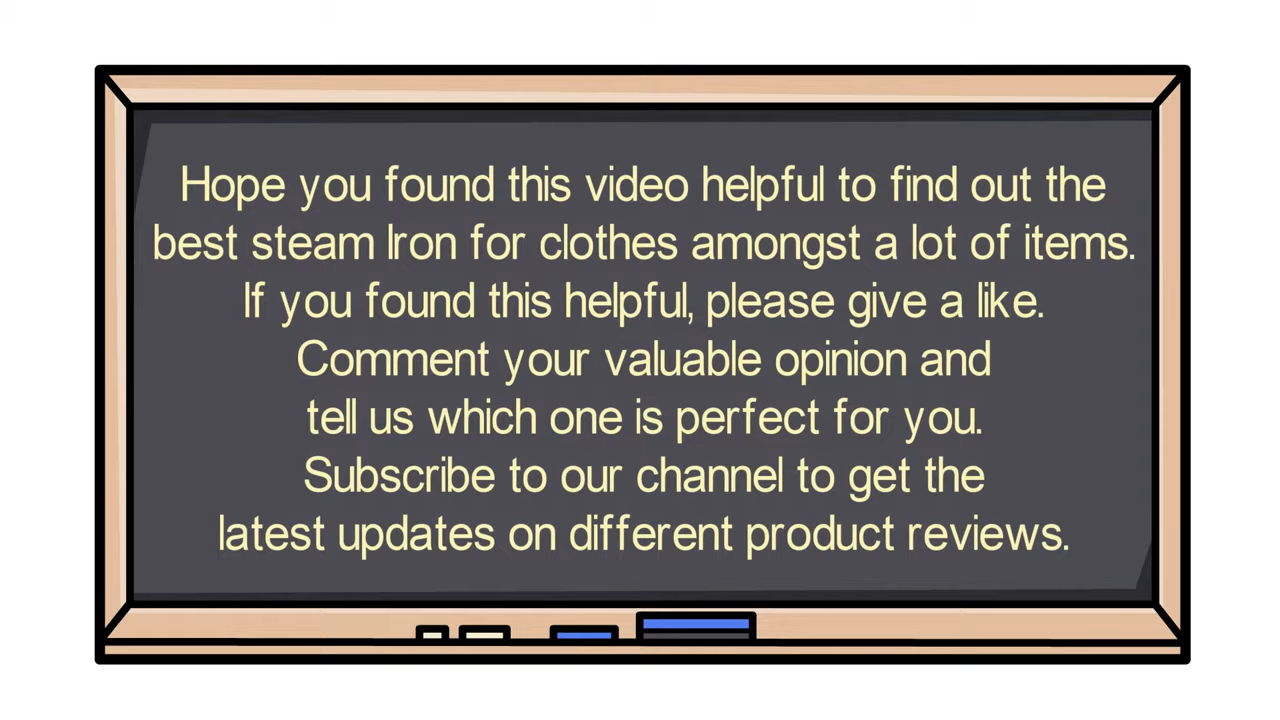 Hope you found this video helpful to find out the
best steam Iron for clothes amongst a lot of items.
If you found this helpful, please give a like.
Comment your valuable opinion and
tell us which one is perfect for you.
Subscribe to our channel to get the
latest updates on different product reviews.